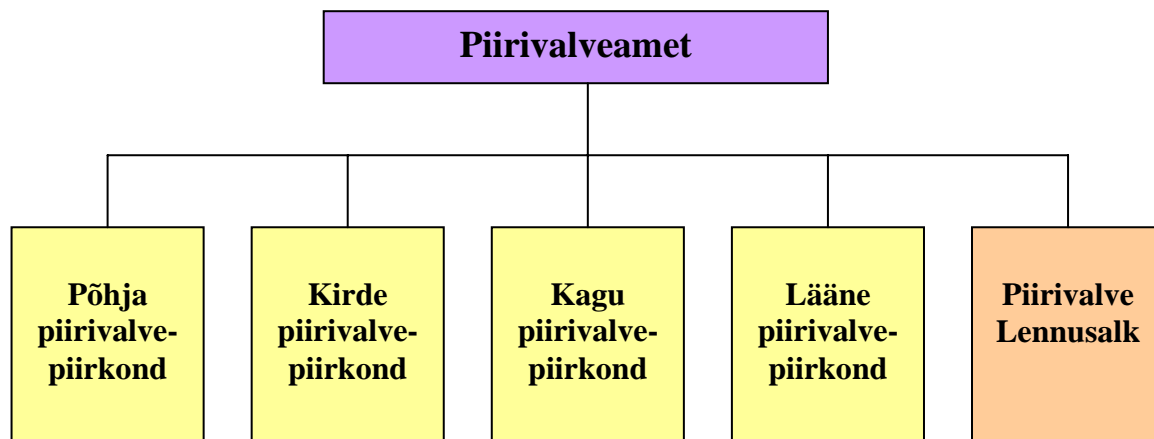 Piirivalveamet
Põhja
piirivalve-
piirkond
Kirde
piirivalve-
piirkond
Kagu
piirivalve-
piirkond
Lääne
piirivalve-
piirkond
Piirivalve
Lennusalk